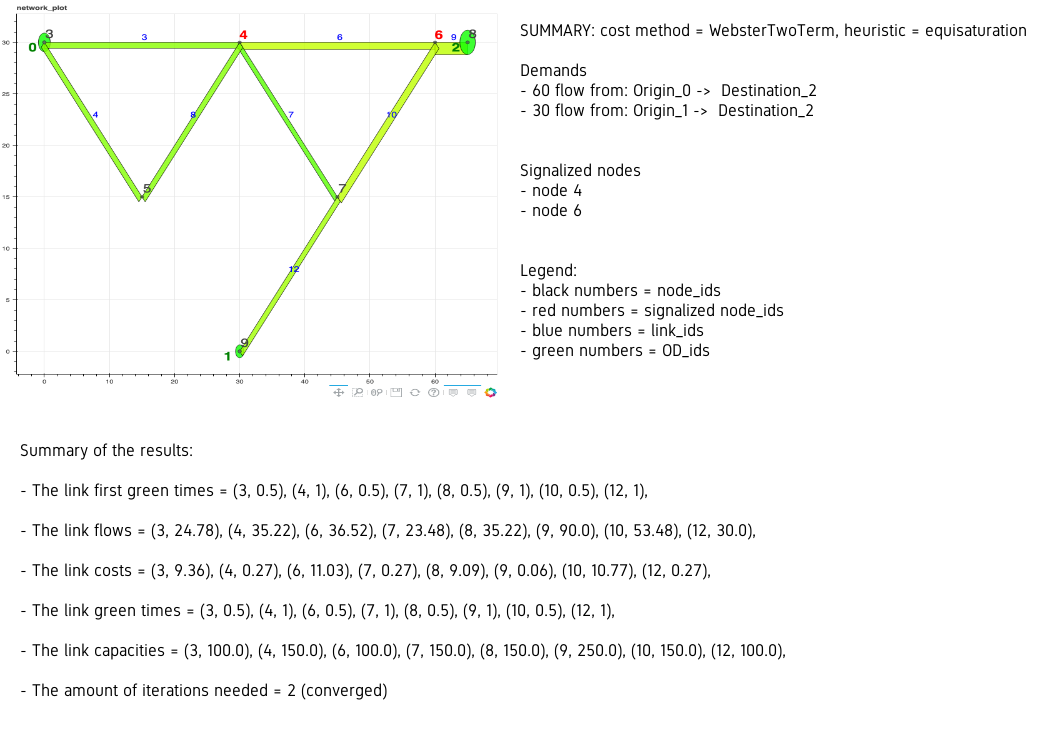 network_plot
SUMMARY: cost method = WebsterTwoTerm, heuristic = equisaturation
Demands
- 60 flow from: Origin_0 -> Destination_2
- 30 flow from: Origin_1 -> Destination_2
Signalized nodes
- node 4
- node 6
Legend:
- black numbers = node_ids
- red numbers = signalized node_ids
- blue numbers = link_ids
- green numbers = OD_ids
3 4 6 8
3 6 9
0 2
4 8 7 10
5 7
12
9
1
30
25
20
15
10
5
0
0 10 20 30 40 50 60
Summary of the results:
- The link first green times = (3, 0.5), (4, 1), (6, 0.5), (7, 1), (8, 0.5), (9, 1), (10, 0.5), (12, 1),
- The link flows = (3, 24.78), (4, 35.22), (6, 36.52), (7, 23.48), (8, 35.22), (9, 90.0), (10, 53.48), (12, 30.0),
- The link costs = (3, 9.36), (4, 0.27), (6, 11.03), (7, 0.27), (8, 9.09), (9, 0.06), (10, 10.77), (12, 0.27),
- The link green times = (3, 0.5), (4, 1), (6, 0.5), (7, 1), (8, 0.5), (9, 1), (10, 0.5), (12, 1),
- The link capacities = (3, 100.0), (4, 150.0), (6, 100.0), (7, 150.0), (8, 150.0), (9, 250.0), (10, 150.0), (12, 100.0),
- The amount of iterations needed = 2 (converged)